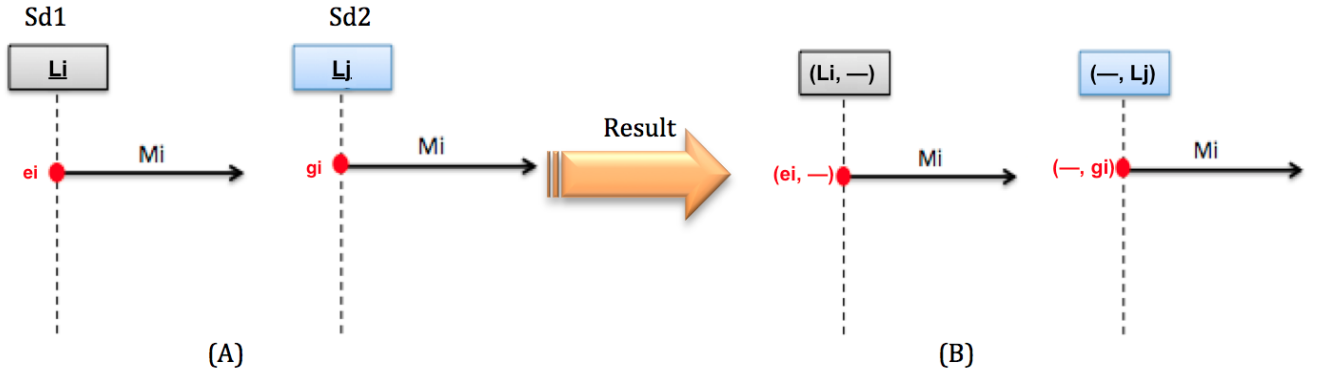 Sd1
Sd2
Li
Lj
(Li, —)
(—, Lj)
Result
ei
Mi
gi
Mi
(ei, —)
Mi
(—, gi)
Mi
(A)
(B)